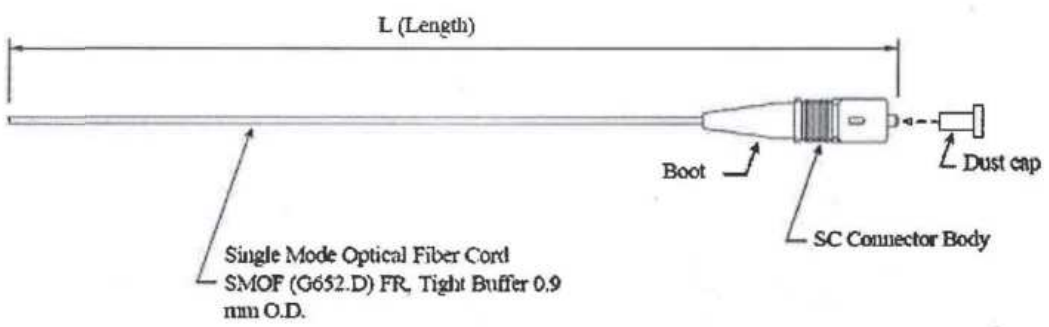 L (Length)
Boot
Dust cap
SC Connector Body
Single Mode Optical Fiber Cord
SMOF (G652.D) FR, Tight Buffer 0.9
mm O.D.